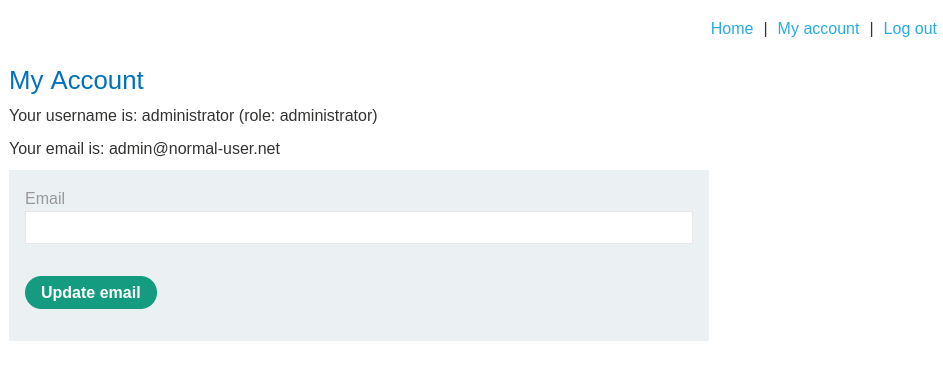 Home | My account | Log out
My Account
Your username is: administrator (role: administrator)
Your email is: admin@normal-user.net
Email
Update email